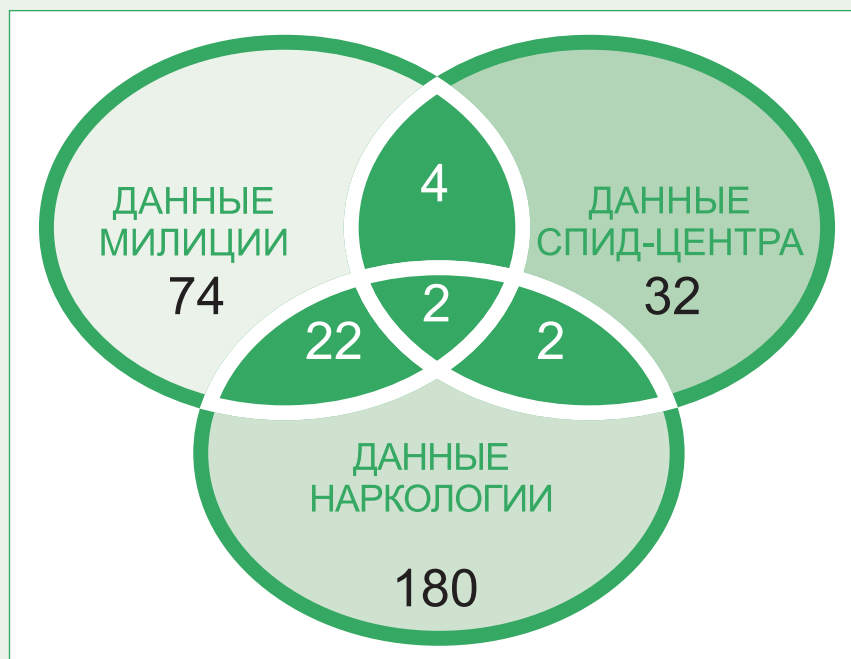 4
ДАННЫЕ
МИЛИЦИИ
74
ДАННЫЕ
СПИД-ЦЕНТРА
32
22
2
2
ДАННЫЕ
НАРКОЛОГИИ
180